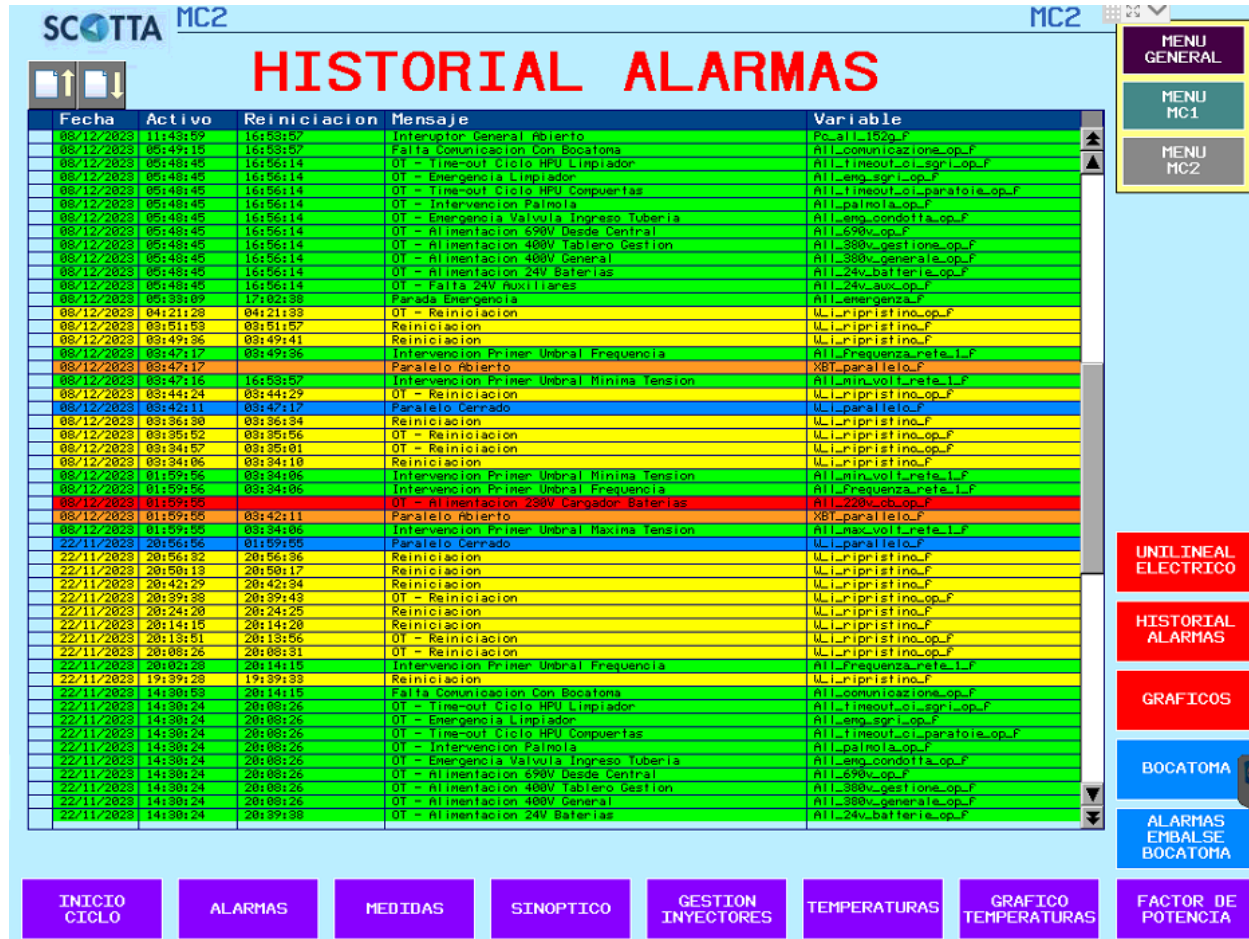 SCOTTA MC2 MC2
HISTORIAL ALARMAS
MENU GENERAL
MENU MC1
MENU MC2
Fecha Activo Reiniciacion Mensaje Variable
08/12/2023 11:43:59 16:53:57 Interuptor General Abierto Pc_all_152g_f
08/12/2023 05:49:15 16:53:57 Falta Comunicacion Con Bocatoma All_comunicazione_op_f
08/12/2023 05:48:45 16:56:14 OT - Time-out Ciclo HPU Limpiador All_timeout_ci_sgri_op_f
08/12/2023 05:48:45 16:56:14 OT - Emergencia Limpiador All_emg_sgri_op_f
08/12/2023 05:48:45 16:56:14 OT - Time-out Ciclo HPU Compuertas All_timeout_ci_paratoie_op_f
08/12/2023 05:48:45 16:56:14 OT - Intervencion Palmola All_palmola_op_f
08/12/2023 05:48:45 16:56:14 OT - Emergencia Valvula Ingreso Tuberia All_emg_condotta_op_f
08/12/2023 05:48:45 16:56:14 OT - Alimentacion 690V Desde Central All_690v_op_f
08/12/2023 05:48:45 16:56:14 OT - Alimentacion 400V Tablero Gestion All_380v_gestione_op_f
08/12/2023 05:48:45 16:56:14 OT - Alimentacion 400V General All_380v_generale_op_f
08/12/2023 05:48:45 16:56:14 OT - Alimentacion 24V Baterias All_24v_batterie_op_f
08/12/2023 05:48:45 16:56:14 OT - Falta 24V Auxiliares All_24v_aux_op_f
08/12/2023 05:33:09 17:02:38 Parada Emergencia All_emergenza_f
08/12/2023 04:21:28 04:21:33 OT - Reiniciacion W_i_ripristino_op_f
08/12/2023 03:51:53 03:51:57 Reiniciacion W_i_ripristino_f
08/12/2023 03:49:36 03:49:41 Reiniciacion W_i_ripristino_f
08/12/2023 03:47:17 03:49:36 Intervencion Primer Umbral Frequencia All_frequenza_rete_1_f
08/12/2023 03:47:17 Paralelo Abierto XBT_parallelo_f
08/12/2023 03:47:16 16:53:57 Intervencion Primer Umbral Minima Tension All_min_volt_rete_1_f
08/12/2023 03:44:24 03:44:29 OT - Reiniciacion W_i_ripristino_op_f
08/12/2023 03:42:11 03:47:17 Paralelo Cerrado W_i_parallelo_f
08/12/2023 03:36:30 03:36:34 Reiniciacion W_i_ripristino_f
08/12/2023 03:35:52 03:35:56 OT - Reiniciacion W_i_ripristino_op_f
08/12/2023 03:34:57 03:35:01 OT - Reiniciacion W_i_ripristino_op_f
08/12/2023 03:34:06 03:34:10 Reiniciacion W_i_ripristino_f
08/12/2023 01:59:56 03:34:06 Intervencion Primer Umbral Minima Tension All_min_volt_rete_1_f
08/12/2023 01:59:56 03:34:06 Intervencion Primer Umbral Frequencia All_frequenza_rete_1_f
08/12/2023 01:59:55 OT - Alimentacion 230V Cargador Baterias All_220v_cb_op_f
08/12/2023 01:59:55 03:42:11 Paralelo Abierto XBT_parallelo_f
08/12/2023 01:59:55 03:34:06 Intervencion Primer Umbral Maxima Tension All_max_volt_rete_1_f
22/11/2023 20:56:56 01:59:55 Paralelo Cerrado W_i_parallelo_f
22/11/2023 20:56:32 20:56:36 Reiniciacion W_i_ripristino_f
22/11/2023 20:50:13 20:50:17 Reiniciacion W_i_ripristino_f
22/11/2023 20:42:29 20:42:34 Reiniciacion W_i_ripristino_f
22/11/2023 20:39:38 20:39:43 OT - Reiniciacion W_i_ripristino_op_f
22/11/2023 20:24:20 20:24:25 Reiniciacion W_i_ripristino_f
22/11/2023 20:14:15 20:14:20 Reiniciacion W_i_ripristino_f
22/11/2023 20:13:51 20:13:56 OT - Reiniciacion W_i_ripristino_op_f
22/11/2023 20:08:26 20:08:31 OT - Reiniciacion W_i_ripristino_op_f
22/11/2023 20:02:28 20:14:15 Intervencion Primer Umbral Frequencia All_frequenza_rete_1_f
22/11/2023 19:39:28 19:39:33 Reiniciacion W_i_ripristino_f
22/11/2023 14:30:53 20:14:15 Falta Comunicacion Con Bocatoma All_comunicazione_op_f
22/11/2023 14:30:24 20:08:26 OT - Time-out Ciclo HPU Limpiador All_timeout_ci_sgri_op_f
22/11/2023 14:30:24 20:08:26 OT - Emergencia Limpiador All_emg_sgri_op_f
22/11/2023 14:30:24 20:08:26 OT - Time-out Ciclo HPU Compuertas All_timeout_ci_paratoie_op_f
22/11/2023 14:30:24 20:08:26 OT - Intervencion Palmola All_palmola_op_f
22/11/2023 14:30:24 20:08:26 OT - Emergencia Valvula Ingreso Tuberia All_emg_condotta_op_f
22/11/2023 14:30:24 20:08:26 OT - Alimentacion 690V Desde Central All_690v_op_f
22/11/2023 14:30:24 20:08:26 OT - Alimentacion 400V Tablero Gestion All_380v_gestione_op_f
22/11/2023 14:30:24 20:08:26 OT - Alimentacion 400V General All_380v_generale_op_f
22/11/2023 14:30:24 20:39:38 OT - Alimentacion 24V Baterias All_24v_batterie_op_f
UNILINEAL
ELECTRICO
HISTORIAL
ALARMAS
GRAFICOS
BOCATOMA
ALARMAS
EMBALSE
BOCATOMA
INICIO
CICLO
ALARMAS
MEDIDAS
SINOPTICO
GESTION
INYECTORES
TEMPERATURAS
GRAFICO
TEMPERATURAS
FACTOR DE
POTENCIA